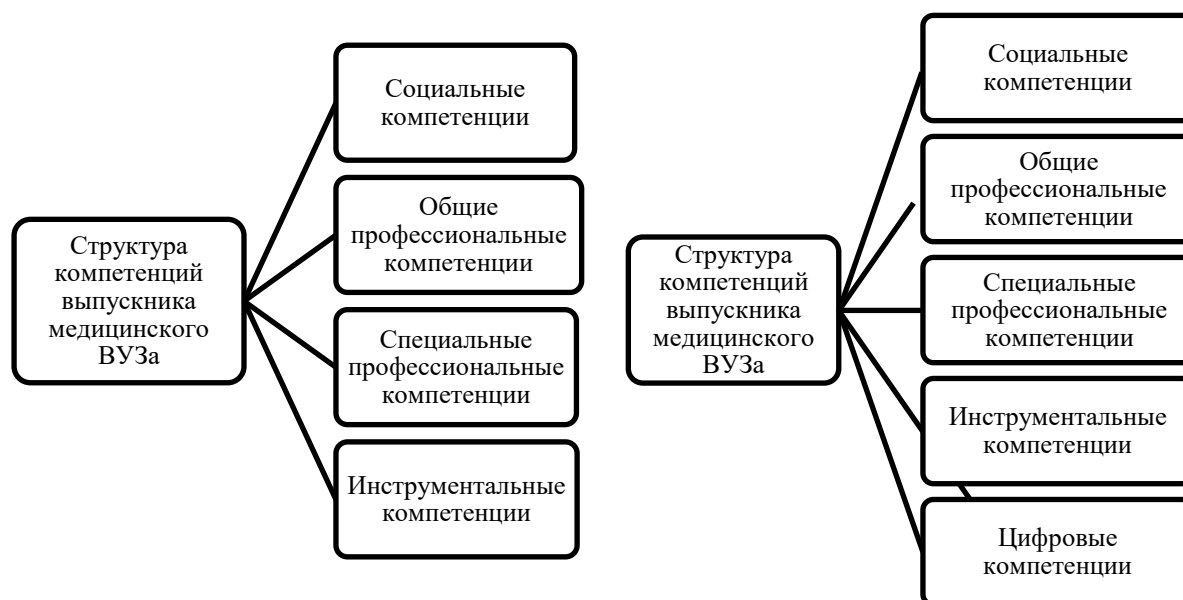 Структура
компетенций
выпускника
медицинского
ВУЗа
Социальные
компетенции
Общие
профессиональные
компетенции
Специальные
профессиональные
компетенции
Инструментальные
компетенции
Структура
компетенций
выпускника
медицинского
ВУЗа
Социальные
компетенции
Общие
профессиональные
компетенции
Специальные
профессиональные
компетенции
Инструментальные
компетенции
Цифровые
компетенции